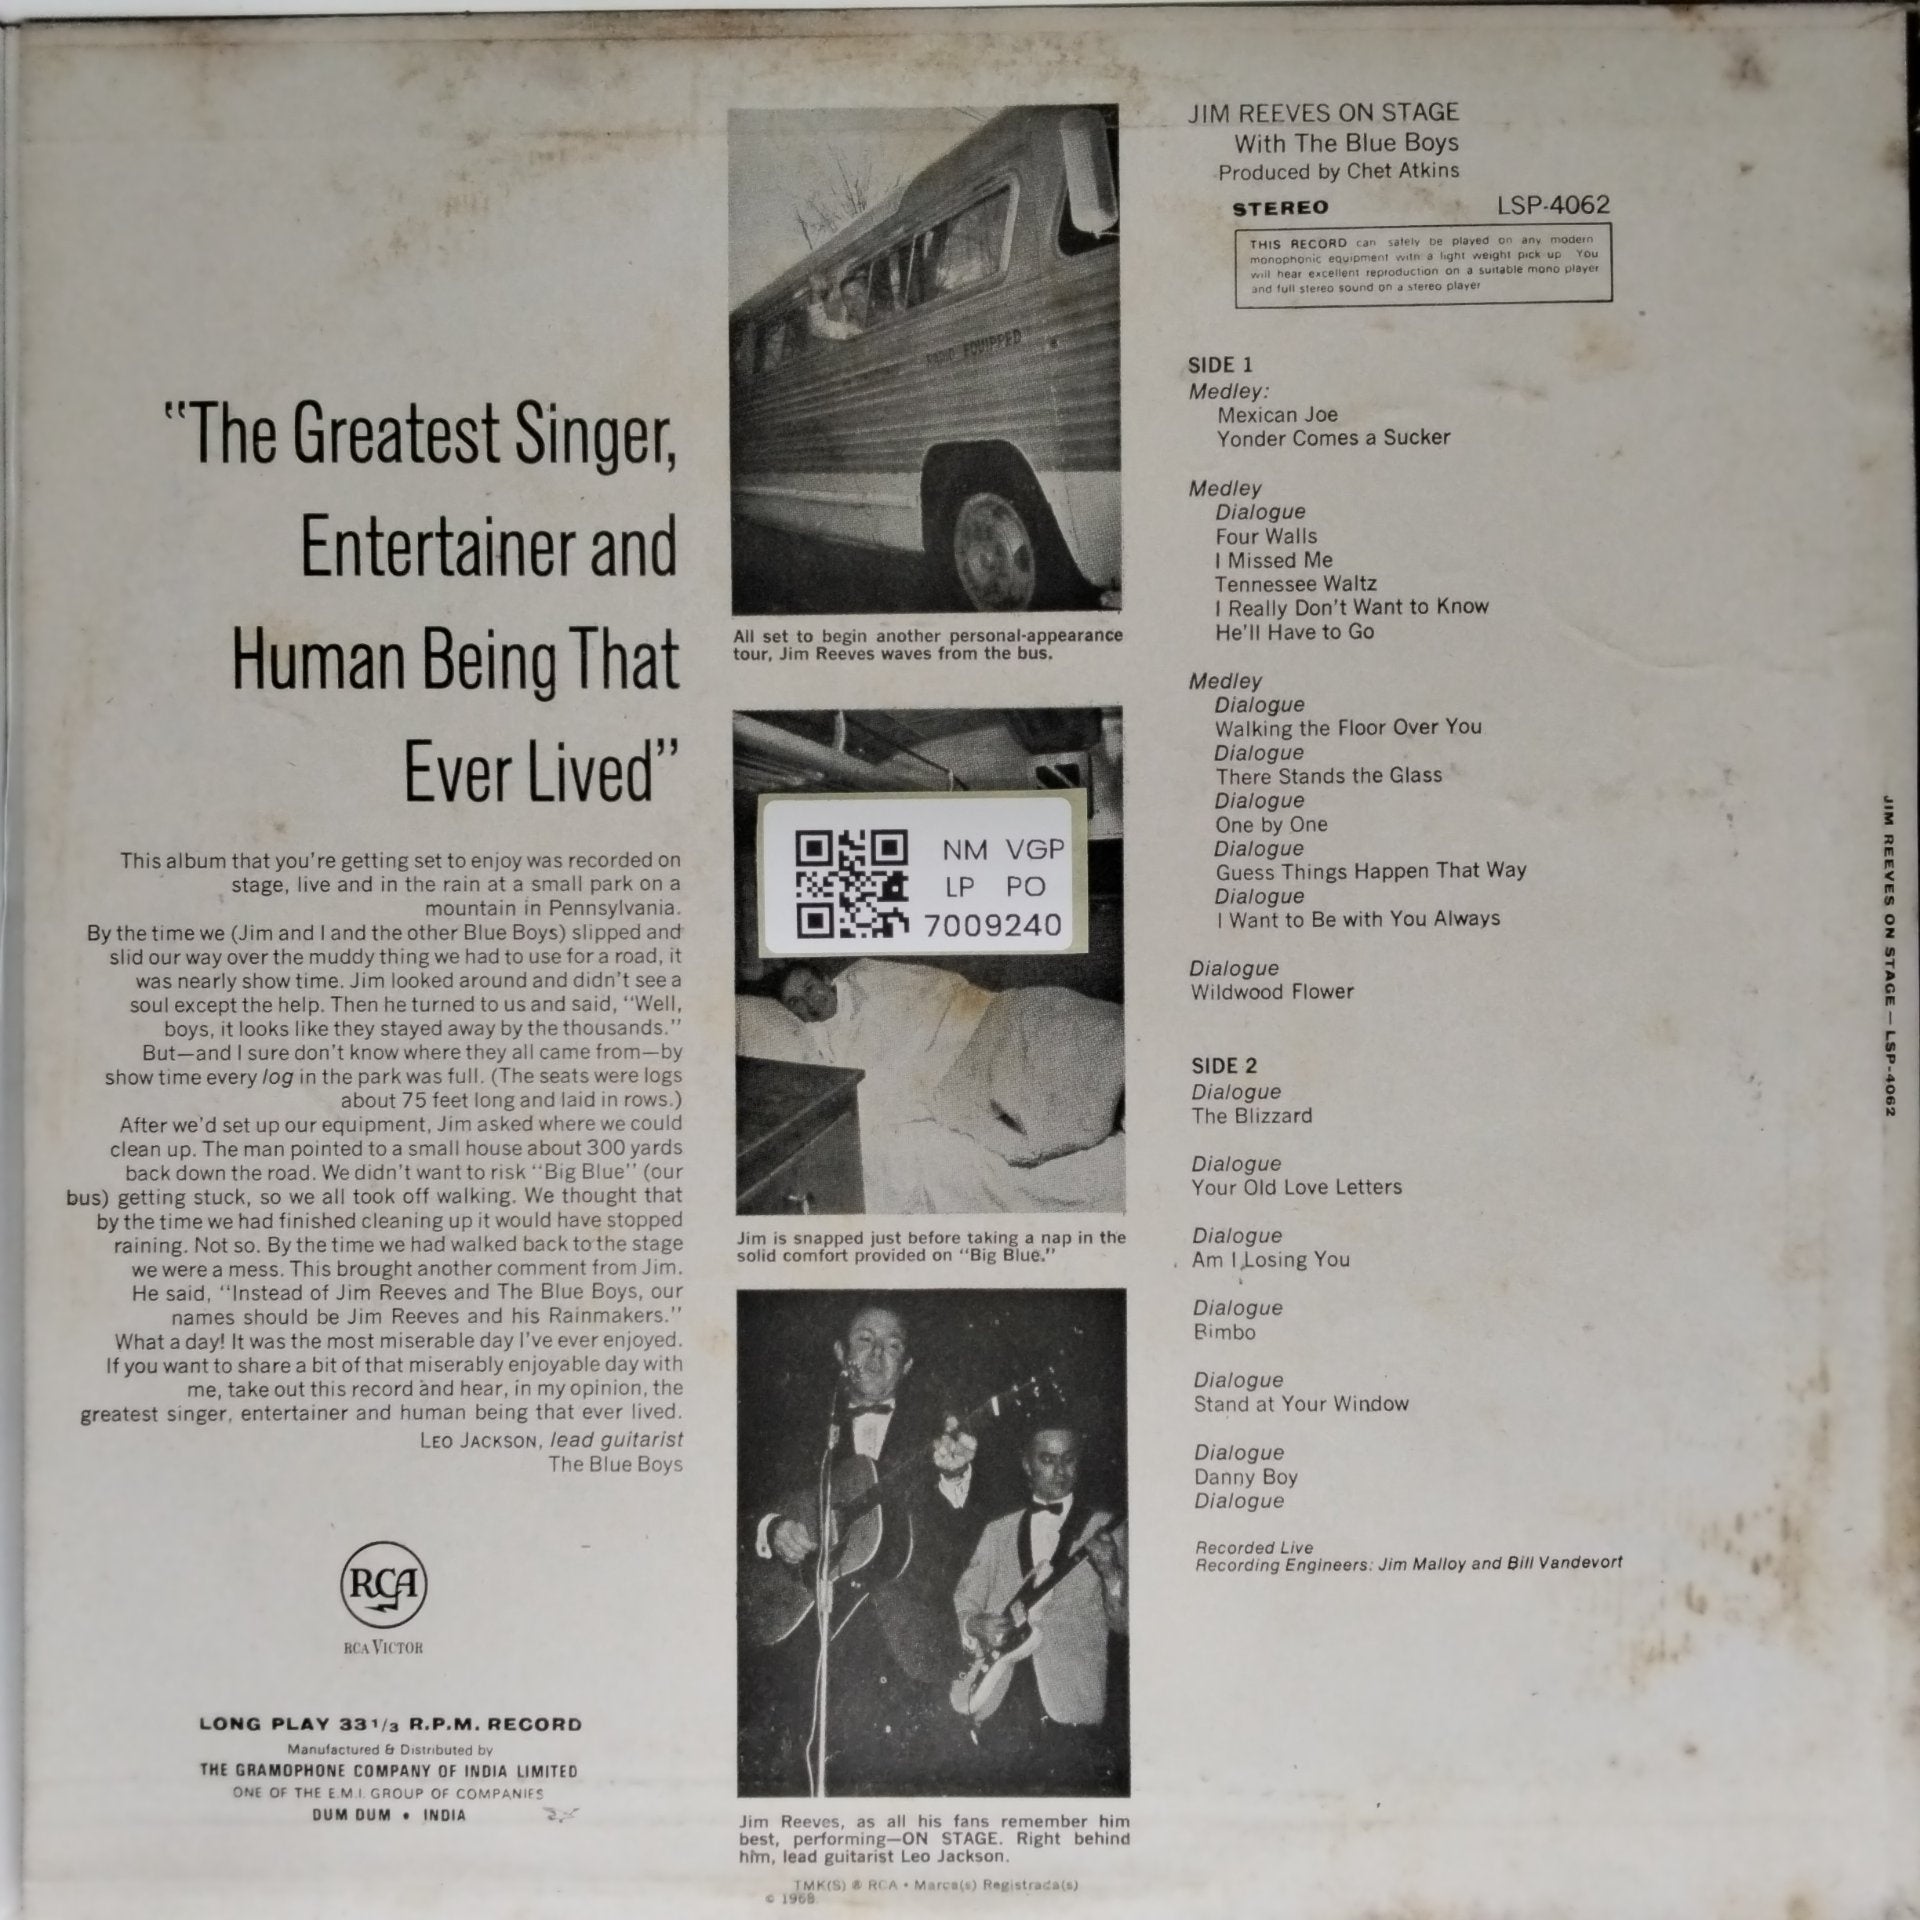 "The Greatest Singer,
Entertainer and
Human Being That
Ever Lived"
This album that you're getting set to enjoy was recorded on
stage, live and in the rain at a small park on a
mountain in Pennsylvania.
By the time we (Jim and I and the other Blue Boys) slipped and
slid our way over the muddy thing we had to use for a road, it
was nearly show time. Jim looked around and didn't see a
soul except the help. Then he turned to us and said, "Well,
boys, it looks like they stayed away by the thousands."
But—and I sure don't know where they all came from—by
show time every log in the park was full. (The seats were logs
about 75 feet long and laid in rows.)
After we'd set up our equipment, Jim asked where we could
clean up. The man pointed to a small house about 300 yards
back down the road. We didn't want to risk "Big Blue" (our
bus) getting stuck, so we all took off walking. We thought that
by the time we had finished cleaning up it would have stopped
raining. Not so. By the time we had walked back to the stage
we were a mess. This brought another comment from Jim.
He said, "Instead of Jim Reeves and The Blue Boys, our
names should be Jim Reeves and his Rainmakers."
What a day! It was the most miserable day I've ever enjoyed.
If you want to share a bit of that miserably enjoyable day with
me, take out this record and hear, in my opinion, the
greatest singer, entertainer and human being that ever lived.
LEO JACKSON, lead guitarist
The Blue Boys
RCA
RCA VICTOR
LONG PLAY 33 1/3 R.P.M. RECORD
Manufactured & Distributed by
THE GRAMOPHONE COMPANY OF INDIA LIMITED
ONE OF THE E.M.I. GROUP OF COMPANIES
DUM DUM • INDIA
RADIO EQUIPPED
All set to begin another personal-appearance
tour, Jim Reeves waves from the bus.
NM VGP
LP PO
7009240
Jim is snapped just before taking a nap in the
solid comfort provided on "Big Blue."
Jim Reeves, as all his fans remember him
best, performing—ON STAGE. Right behind
him, lead guitarist Leo Jackson.
TMK(S) ® RCA • Marca(s) Registrada(s)
© 1968
JIM REEVES ON STAGE
With The Blue Boys
Produced by Chet Atkins
STEREO LSP-4062
THIS RECORD can safely be played on any modern
monophonic equipment with a light weight pick up You
will hear excellent reproduction on a suitable mono player
and full stereo sound on a stereo player
SIDE 1
Medley:
Mexican Joe
Yonder Comes a Sucker
Medley
Dialogue
Four Walls
I Missed Me
Tennessee Waltz
I Really Don't Want to Know
He'll Have to Go
Medley
Dialogue
Walking the Floor Over You
Dialogue
There Stands the Glass
Dialogue
One by One
Dialogue
Guess Things Happen That Way
Dialogue
I Want to Be with You Always
Dialogue
Wildwood Flower
SIDE 2
Dialogue
The Blizzard
Dialogue
Your Old Love Letters
Dialogue
Am I Losing You
Dialogue
Bimbo
Dialogue
Stand at Your Window
Dialogue
Danny Boy
Dialogue
Recorded Live
Recording Engineers: Jim Malloy and Bill Vandevort
JIM REEVES ON STAGE — LSP-4062